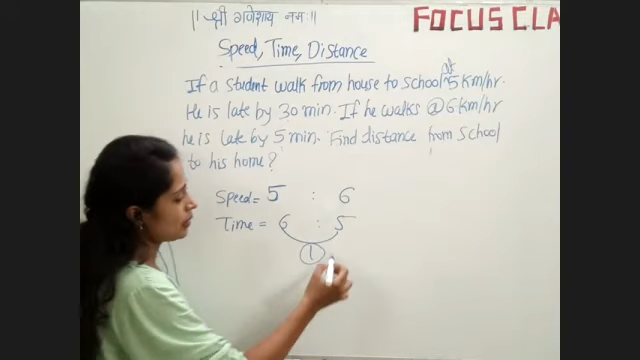 || श्री गणेशाय नमः ||
FOCUS CLA
Speed, Time, Distance
If a student walk from house to school at 5 km/hr.
He is late by 30 min. If he walks @ 6 km/hr
he is late by 5 min. Find distance from school
to his home?
Speed = 5 : 6
Time = 6 : 5
1